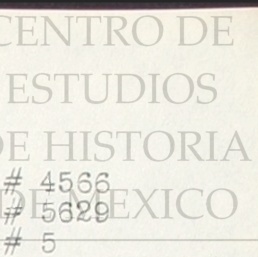 CENTRO DE
ESTUDIOS
DE HISTORIA
# 4566
# 5629
DE MEXICO
# 5